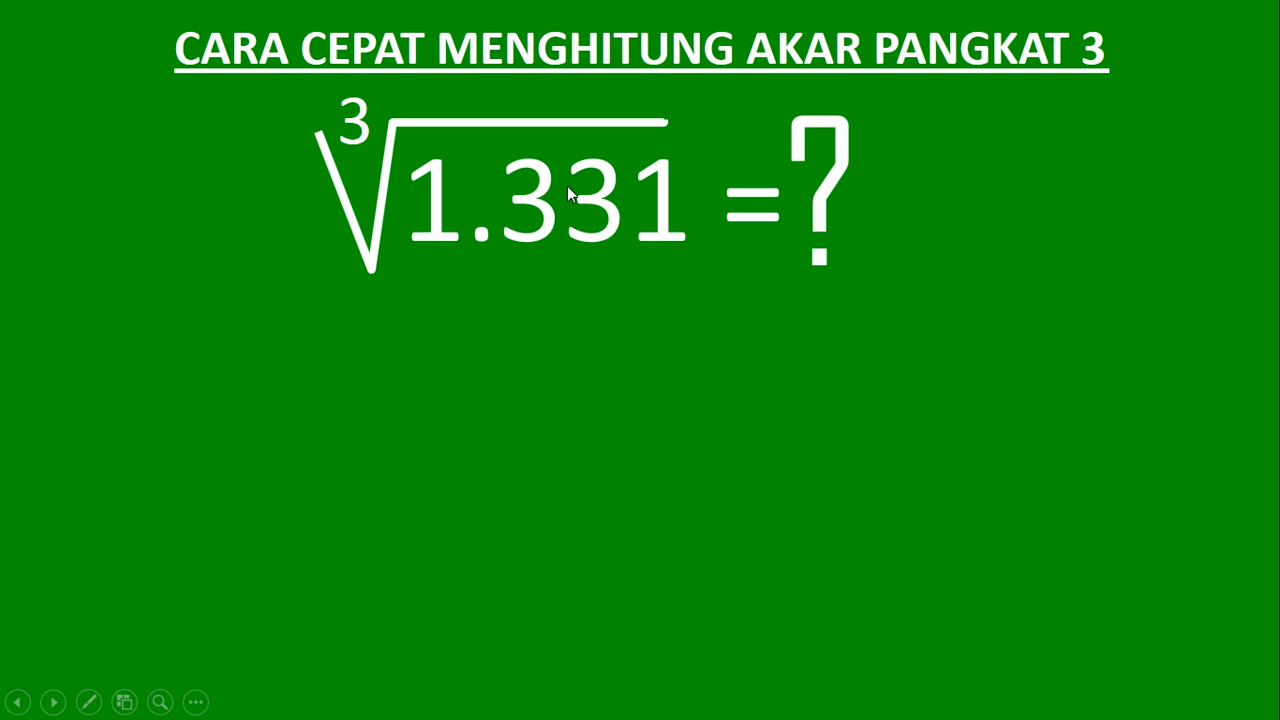 CARA CEPAT MENGHITUNG AKAR PANGKAT 3
∛1.331 =?